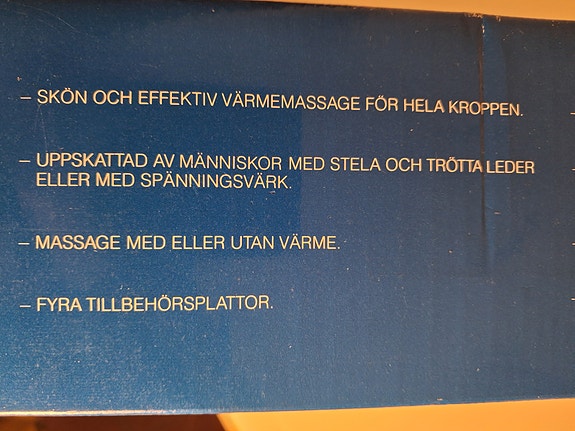 – SKÖN OCH EFFEKTIV VÄRMEMASSAGE FÖR HELA KROPPEN.
– UPPSKATTAD AV MÄNNISKOR MED STELA OCH TRÖTTA LEDER
ELLER MED SPÄNNINGSVÄRK.
– MASSAGE MED ELLER UTAN VÄRME.
– FYRA TILLBEHÖRSPLATTOR.